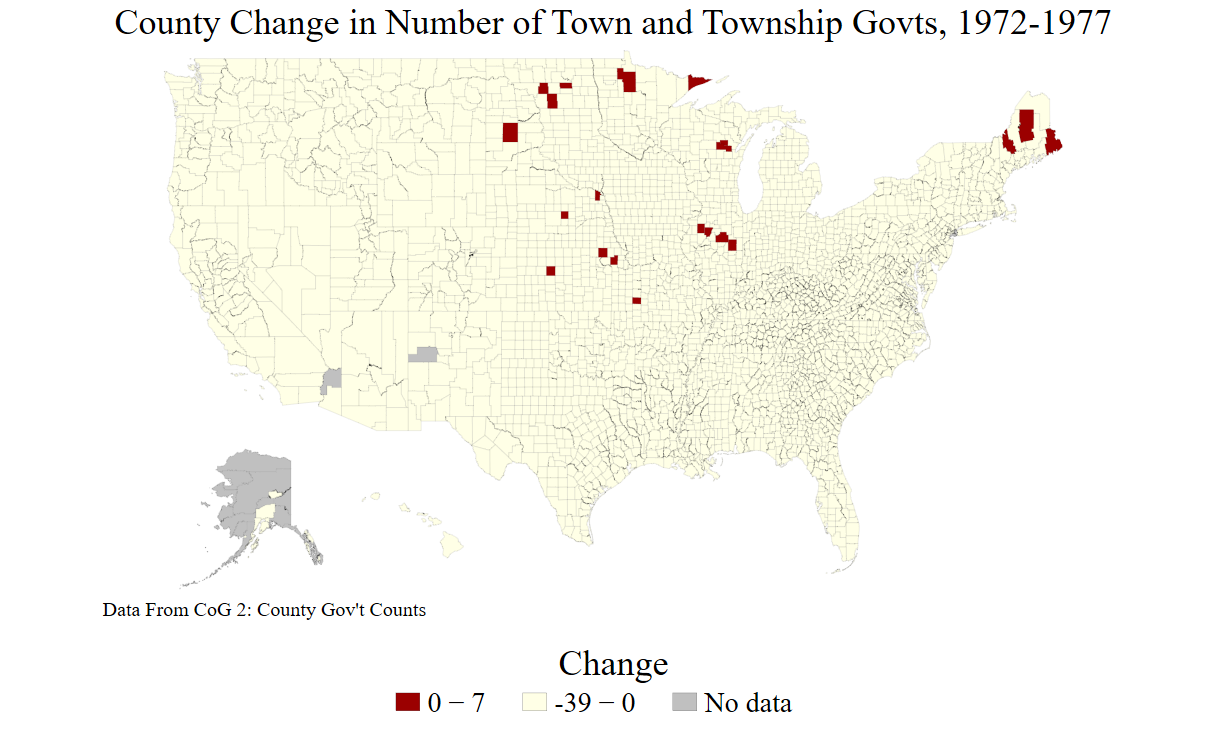 County Change in Number of Town and Township Govts, 1972-1977
Data From CoG 2: County Gov't Counts
Change
0 − 7
-39 − 0
No data